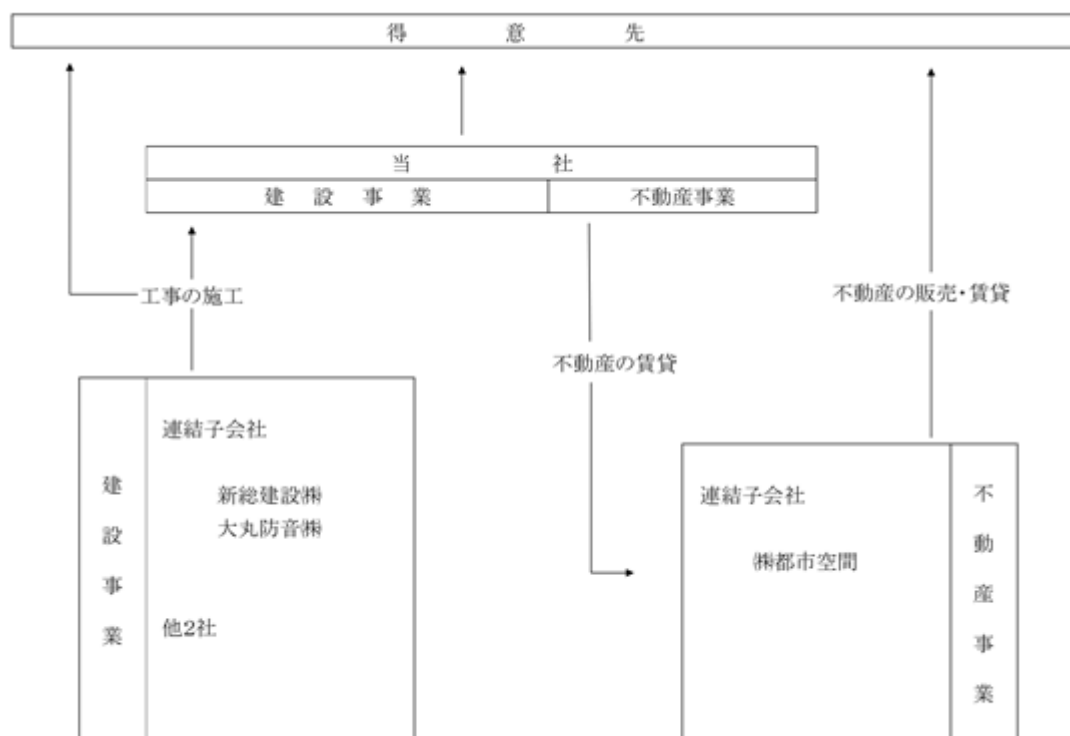 得意先
当社
建設事業 不動産事業
工事の施工
不動産の販売・賃貸
不動産の賃貸
建設事業
連結子会社
新総建設㈱
大丸防音㈱
他2社
連結子会社
㈱都市空間
不動産事業